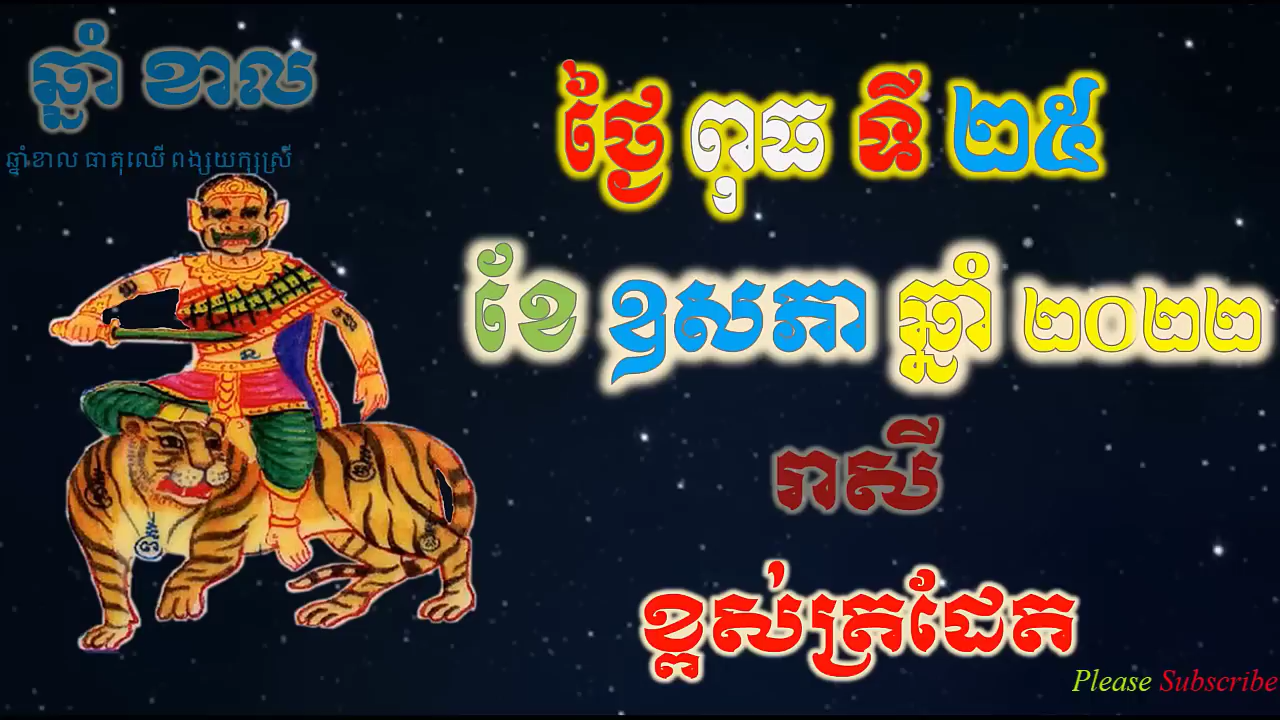 ឆ្នាំ ខាល
ឆ្នាំខាល ធាតុឈើ ពង្សយក្សស្រី
ថ្ងៃ ពុធ ទី ២៥
ខែ ឧសភា ឆ្នាំ ២០២២
រាសី
ខ្ពស់ត្រដែត
Please Subscribe